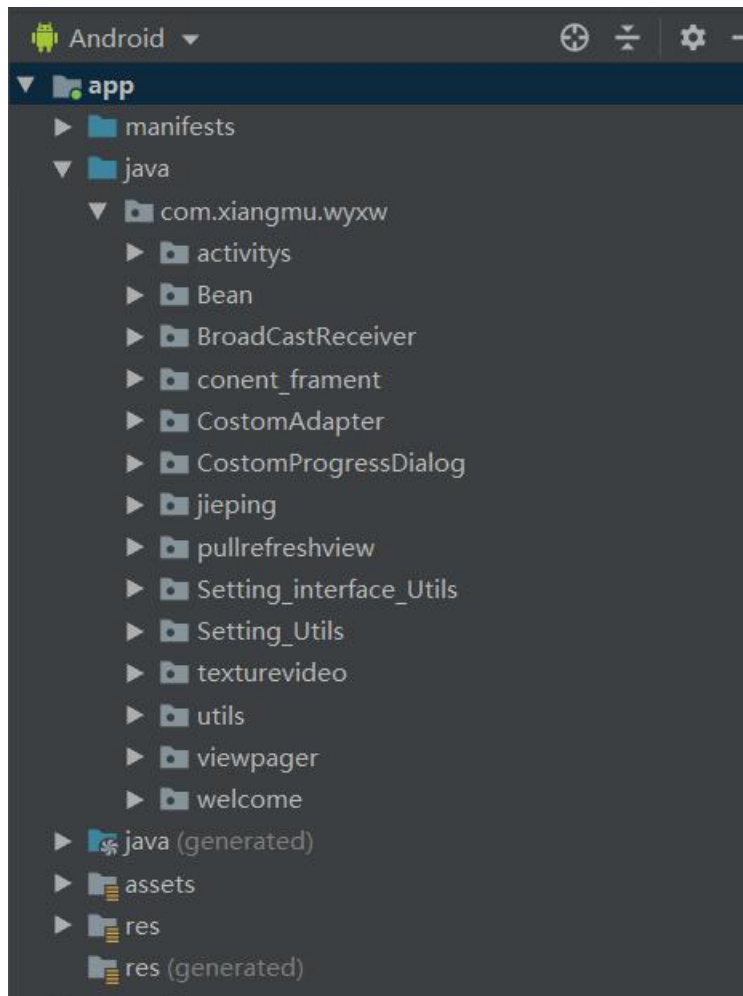 Android
app
manifests
java
com.xiangmu.wyxw
activitys
Bean
BroadCastReceiver
conent_frament
CostomAdapter
CostomProgressDialog
jieping
pullrefreshview
Setting_interface_Utils
Setting_Utils
texturevideo
utils
viewpager
welcome
java (generated)
assets
res
res (generated)